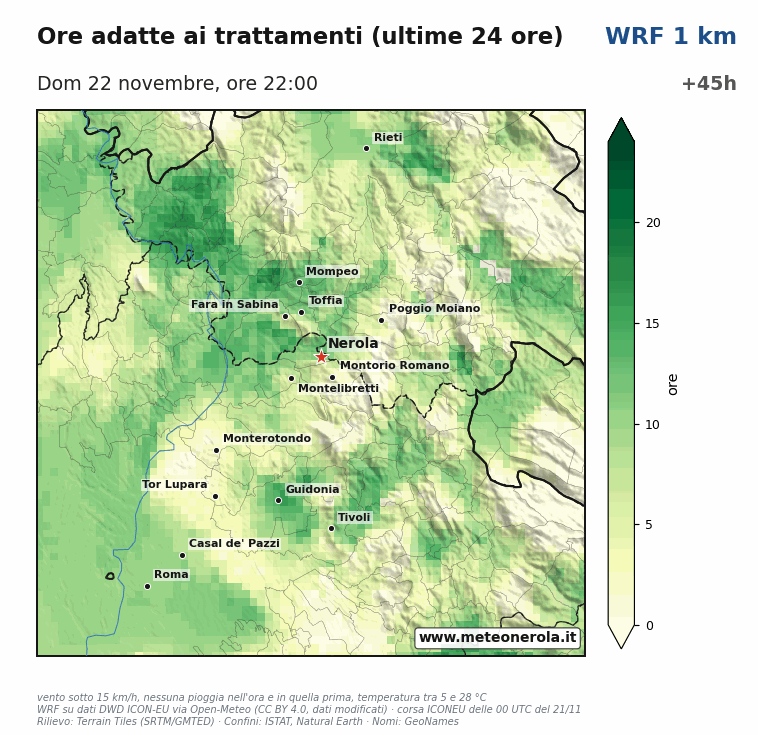 Ore adatte ai trattamenti (ultime 24 ore)
WRF 1 km
Dom 22 novembre, ore 22:00
+45h
Rieti
Mompeo
Fara in Sabina
Toffia
Poggio Moiano
Nerola
Montorio Romano
Montelibretti
Monterotondo
Tor Lupara
Guidonia
Tivoli
Casal de' Pazzi
Roma
www.meteonerola.it
20
15
10
5
0
ore
vento sotto 15 km/h, nessuna pioggia nell'ora e in quella prima, temperatura tra 5 e 28 °C
WRF su dati DWD ICON-EU via Open-Meteo (CC BY 4.0, dati modificati) · corsa ICONEU delle 00 UTC del 21/11
Rilievo: Terrain Tiles (SRTM/GMTED) · Confini: ISTAT, Natural Earth · Nomi: GeoNames